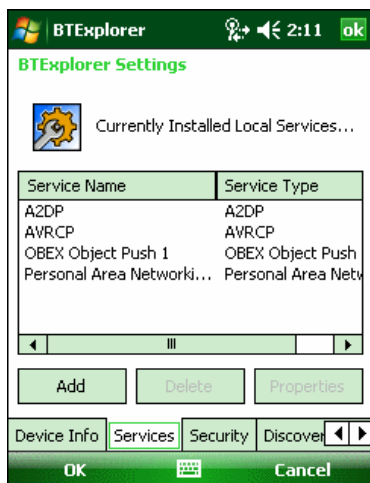 BTExplorer 2:11 ok
BTExplorer Settings
Currently Installed Local Services...
Service Name Service Type
A2DP A2DP
AVRCP AVRCP
OBEX Object Push 1 OBEX Object Push
Personal Area Networki... Personal Area Netw
Add Delete Properties
Device Info Services Security Discover
OK Cancel